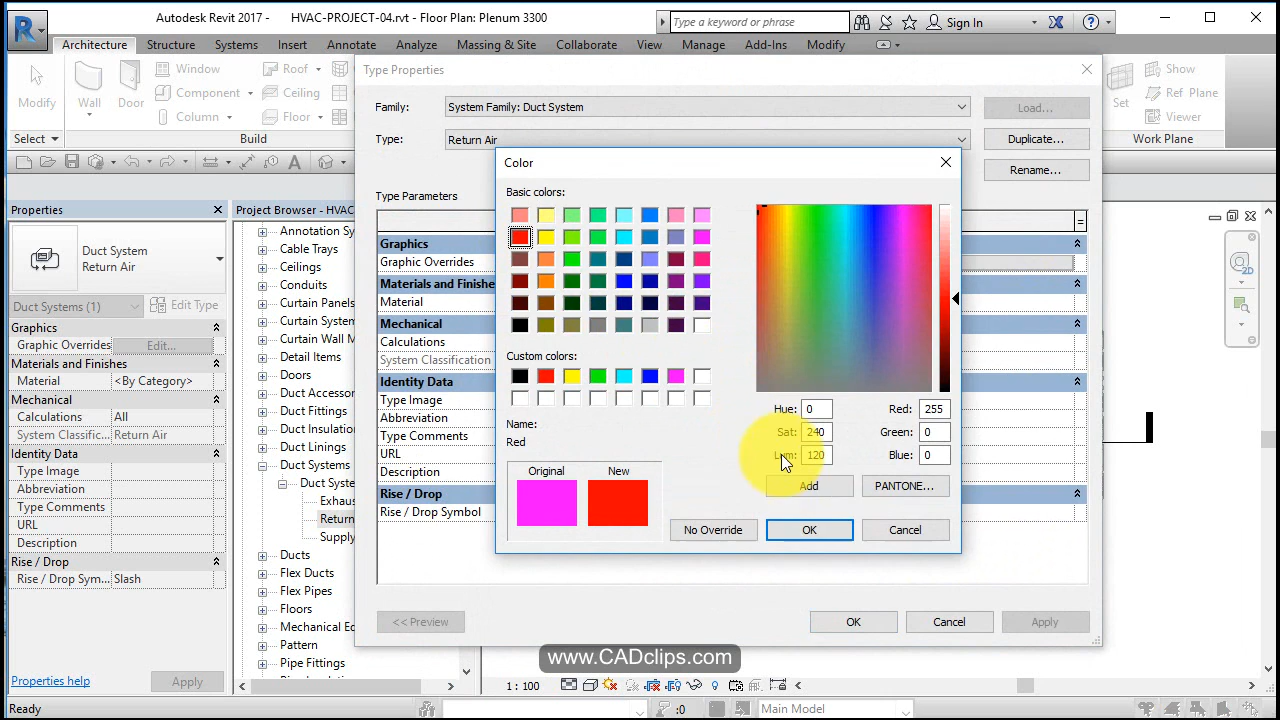 Autodesk Revit 2017 - HVAC-PROJECT-04.rvt - Floor Plan: Plenum 3300
Type a keyword or phrase
Sign In
Architecture Structure Systems Insert Annotate Analyze Massing & Site Collaborate View Manage Add-Ins Modify
Modify
Wall
Door
Window
Component
Column
Roof
Ceiling
Floor
Set
Show
Ref Plane
Viewer
Select
Build
Work Plane
Properties
Duct System
Return Air
Duct Systems (1)
Edit Type
Graphics
Graphic Overrides Edit...
Materials and Finishes
Material <By Category>
Mechanical
Calculations All
System Classification Return Air
Identity Data
Type Image
Abbreviation
Type Comments
URL
Description
Rise / Drop
Rise / Drop Sym... Slash
Properties help
Apply
Project Browser - HVAC
Annotation Sy
Cable Trays
Ceilings
Conduits
Curtain Panels
Curtain System
Curtain Wall M
Detail Items
Doors
Duct Accesso
Duct Fittings
Duct Linings
Duct Systems
Duct Syste
Exhaus
Return
Supply
Ducts
Flex Ducts
Flex Pipes
Floors
Mechanical Ec
Pattern
Pipe Fittings
Type Properties
Family: System Family: Duct System Load...
Type: Return Air Duplicate...
Rename...
Type Parameters
=
Graphics
Graphic Overrides
Materials and Finishe
Material
Mechanical
Calculations
System Classification
Identity Data
Type Image
Abbreviation
Type Comments
URL
Description
Rise / Drop
Rise / Drop Symbol
<< Preview OK Cancel Apply
Color
Basic colors:
Custom colors:
Name:
Red
Original New
Hue: 0 Red: 255
Sat: 240 Green: 0
Lum: 120 Blue: 0
Add PANTONE...
No Override OK Cancel
2D
www.CADclips.com
1 : 100
Ready
:0
Main Model